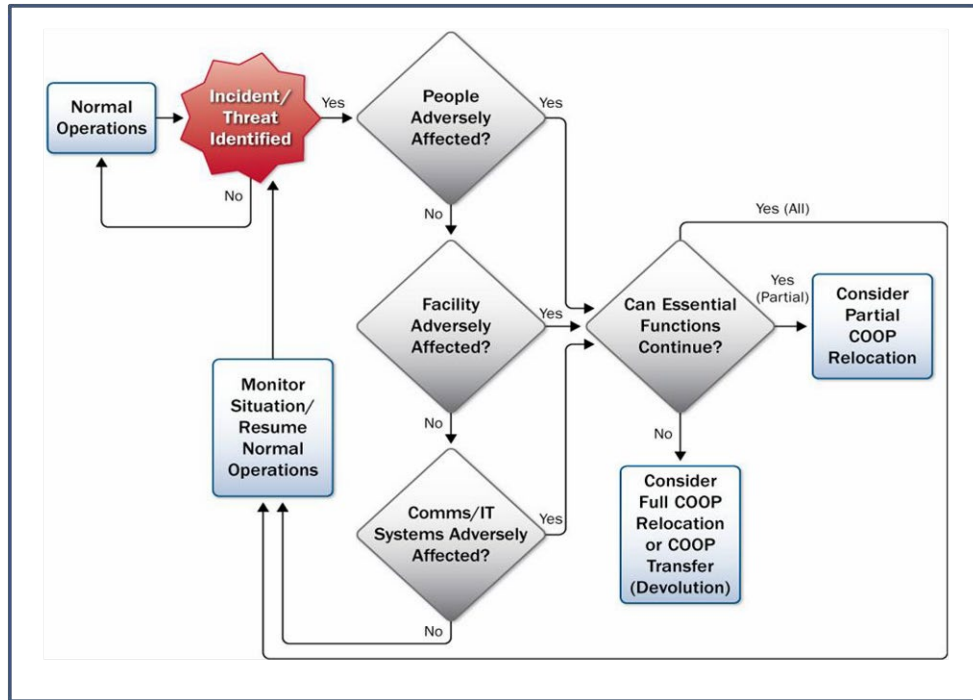 Normal
Operations
Incident/
Threat
Identified
Yes
No
People
Adversely
Affected?
Yes
No
Facility
Adversely
Affected?
Yes
No
Comms/IT
Systems Adversely
Affected?
Yes
No
Can Essential
Functions
Continue?
Yes (All)
Yes
(Partial)
Consider
Partial
COOP
Relocation
No
Consider
Full COOP
Relocation
or COOP
Transfer
(Devolution)
Monitor
Situation/
Resume
Normal
Operations